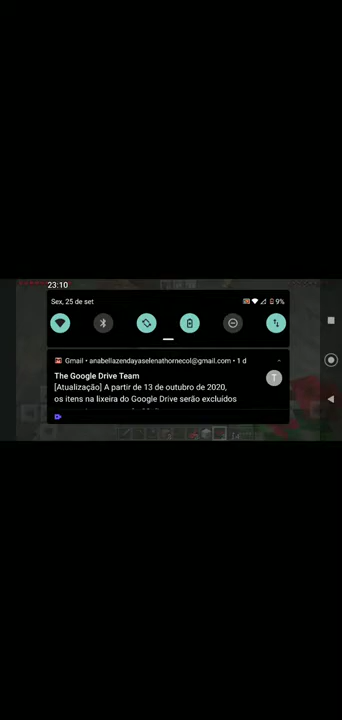 23:10
Sex, 25 de set
9%
Gmail • anabellazendayaselenathornecol@gmail.com • 1 d
The Google Drive Team
T
[Atualização] A partir de 13 de outubro de 2020,
os itens na lixeira do Google Drive serão excluídos